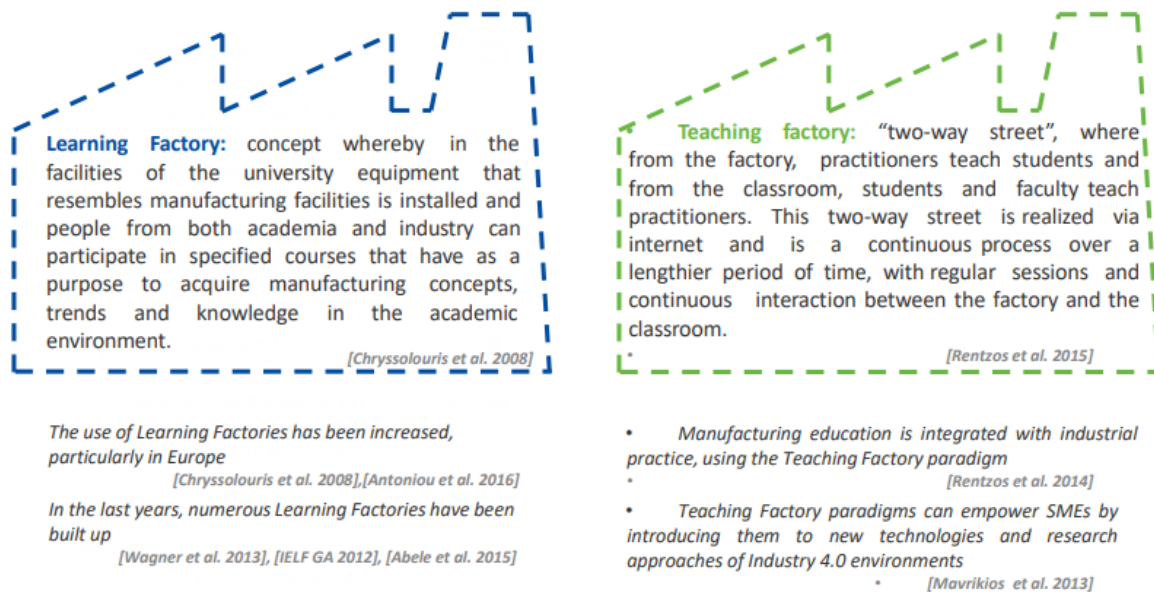 Learning Factory: concept whereby in the
facilities of the university equipment that
resembles manufacturing facilities is installed and
people from both academia and industry can
participate in specified courses that have as a
purpose to acquire manufacturing concepts,
trends and knowledge in the academic
environment.
[Chryssolouris et al. 2008]
The use of Learning Factories has been increased,
particularly in Europe
[Chryssolouris et al. 2008],[Antoniou et al. 2016]
In the last years, numerous Learning Factories have been
built up
[Wagner et al. 2013], [IELF GA 2012], [Abele et al. 2015]
• Teaching factory: “two-way street”, where
from the factory, practitioners teach students and
from the classroom, students and faculty teach
practitioners. This two-way street is realized via
internet and is a continuous process over a
lengthier period of time, with regular sessions and
continuous interaction between the factory and the
classroom.
• [Rentzos et al. 2015]
• Manufacturing education is integrated with industrial
practice, using the Teaching Factory paradigm
• [Rentzos et al. 2014]
• Teaching Factory paradigms can empower SMEs by
introducing them to new technologies and research
approaches of Industry 4.0 environments
• [Mavrikios et al. 2013]